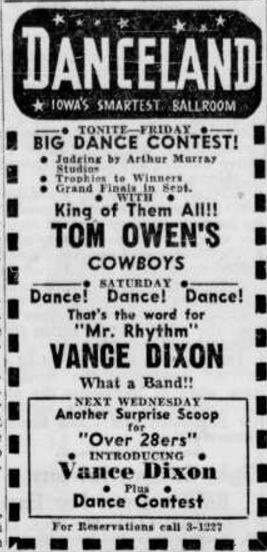 DANCELAND
★ IOWA'S SMARTEST BALLROOM ★
—• TONITE—FRIDAY •—
BIG DANCE CONTEST!
• Judging by Arthur Murray
Studios
• Trophies to Winners
• Grand Finals in Sept.
• WITH •
King of Them All!!
TOM OWEN'S
COWBOYS
—• SATURDAY •—
Dance! Dance! Dance!
That's the word for
"Mr. Rhythm"
VANCE DIXON
What a Band!!
NEXT WEDNESDAY
Another Surprise Scoop
for
"Over 28ers"
• INTRODUCING •
Vance Dixon
• Plus •
Dance Contest
For Reservations call 3-1227